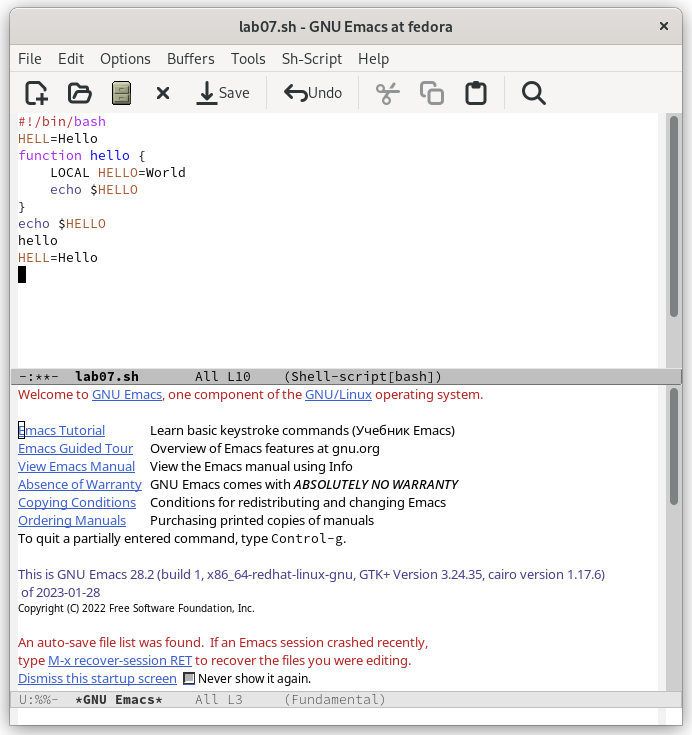 lab07.sh - GNU Emacs at fedora ×
File Edit Options Buffers Tools Sh-Script Help
Save Undo
#!/bin/bash
HELL=Hello
function hello {
    LOCAL HELLO=World
    echo $HELLO
}
echo $HELLO
hello
HELL=Hello
-:**-  lab07.sh       All L10    (Shell-script[bash])
Welcome to GNU Emacs, one component of the GNU/Linux operating system.
Emacs Tutorial Learn basic keystroke commands (Учебник Emacs)
Emacs Guided Tour Overview of Emacs features at gnu.org
View Emacs Manual View the Emacs manual using Info
Absence of Warranty GNU Emacs comes with ABSOLUTELY NO WARRANTY
Copying Conditions Conditions for redistributing and changing Emacs
Ordering Manuals Purchasing printed copies of manuals
To quit a partially entered command, type Control-g.
This is GNU Emacs 28.2 (build 1, x86_64-redhat-linux-gnu, GTK+ Version 3.24.35, cairo version 1.17.6)
of 2023-01-28
Copyright (C) 2022 Free Software Foundation, Inc.
An auto-save file list was found.  If an Emacs session crashed recently,
type M-x recover-session RET to recover the files you were editing.
Dismiss this startup screen Never show it again.
U:%%-  *GNU Emacs*    All L3     (Fundamental)